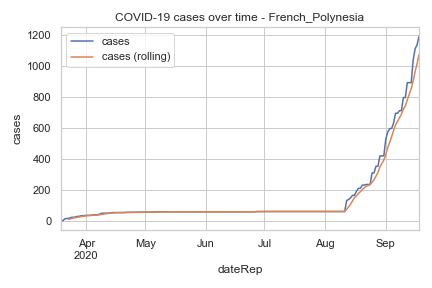 COVID-19 cases over time - French_Polynesia
cases
cases (rolling)
1200
1000
800
600
400
200
0
cases
Apr
2020
May
Jun
Jul
Aug
Sep
dateRep